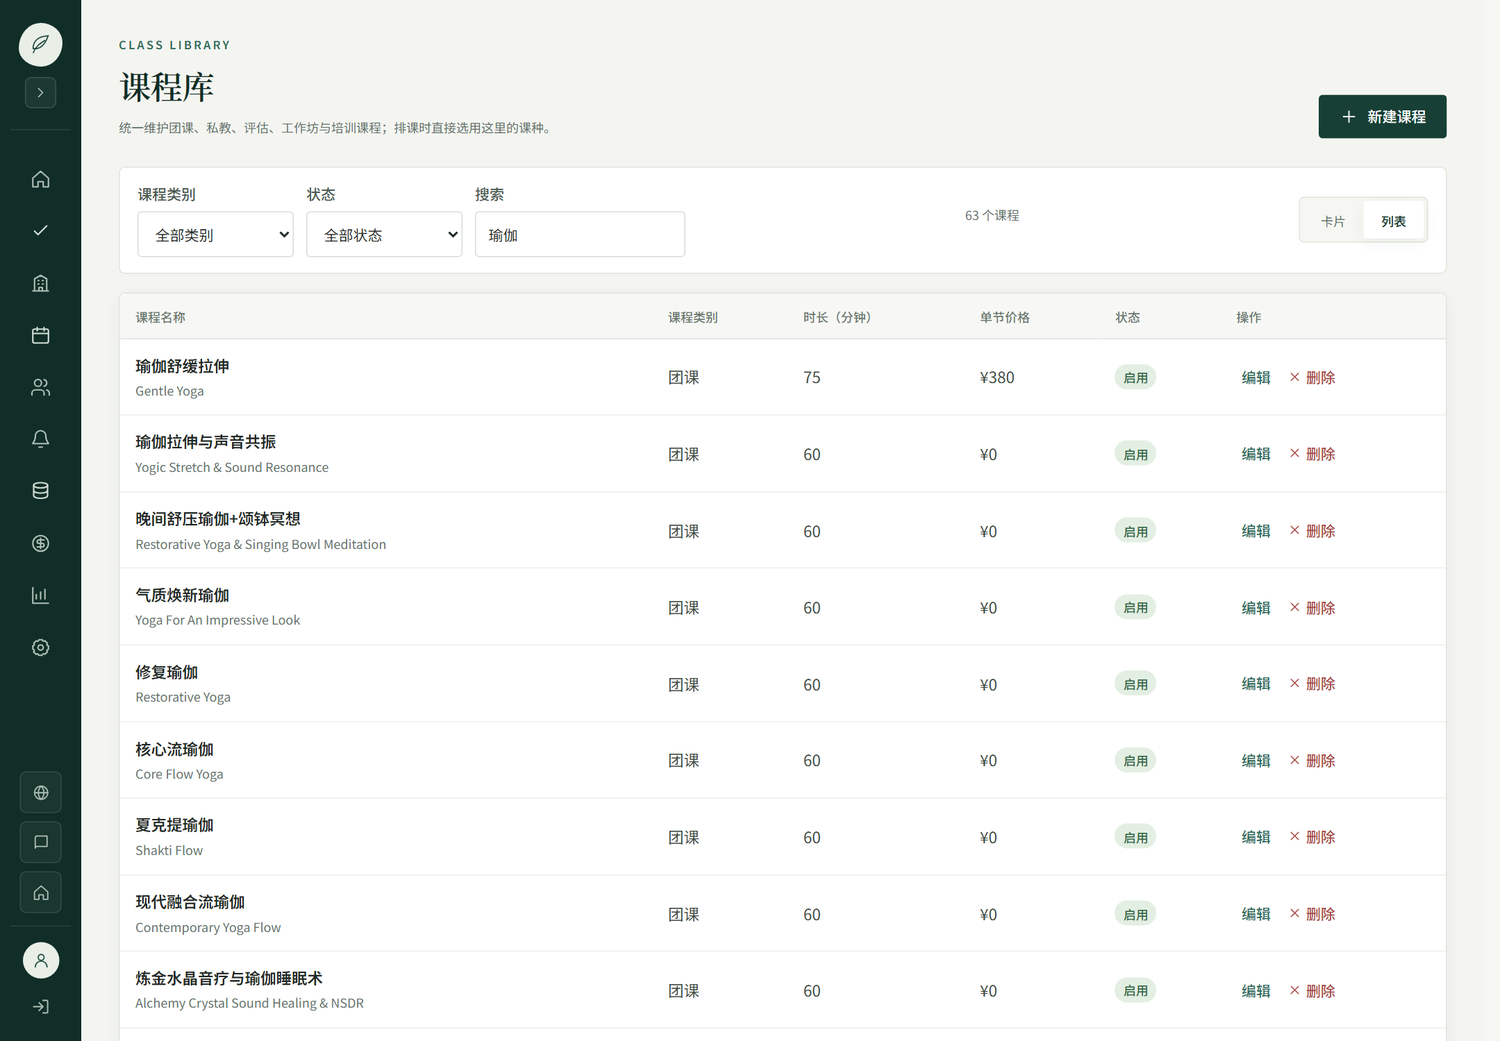 CLASS LIBRARY
课程库
统一维护团课、私教、评估、工作坊与培训课程；排课时直接选用这里的课种。
新建课程
课程类别 状态 搜索
全部类别 全部状态 瑜伽 63 个课程 卡片 列表
课程名称 课程类别 时长（分钟） 单节价格 状态 操作
瑜伽舒缓拉伸
Gentle Yoga
团课 75 ¥380 启用 编辑 × 删除
瑜伽拉伸与声音共振
Yogic Stretch & Sound Resonance
团课 60 ¥0 启用 编辑 × 删除
晚间舒压瑜伽+颂钵冥想
Restorative Yoga & Singing Bowl Meditation
团课 60 ¥0 启用 编辑 × 删除
气质焕新瑜伽
Yoga For An Impressive Look
团课 60 ¥0 启用 编辑 × 删除
修复瑜伽
Restorative Yoga
团课 60 ¥0 启用 编辑 × 删除
核心流瑜伽
Core Flow Yoga
团课 60 ¥0 启用 编辑 × 删除
夏克提瑜伽
Shakti Flow
团课 60 ¥0 启用 编辑 × 删除
现代融合流瑜伽
Contemporary Yoga Flow
团课 60 ¥0 启用 编辑 × 删除
炼金水晶音疗与瑜伽睡眠术
Alchemy Crystal Sound Healing & NSDR
团课 60 ¥0 启用 编辑 × 删除